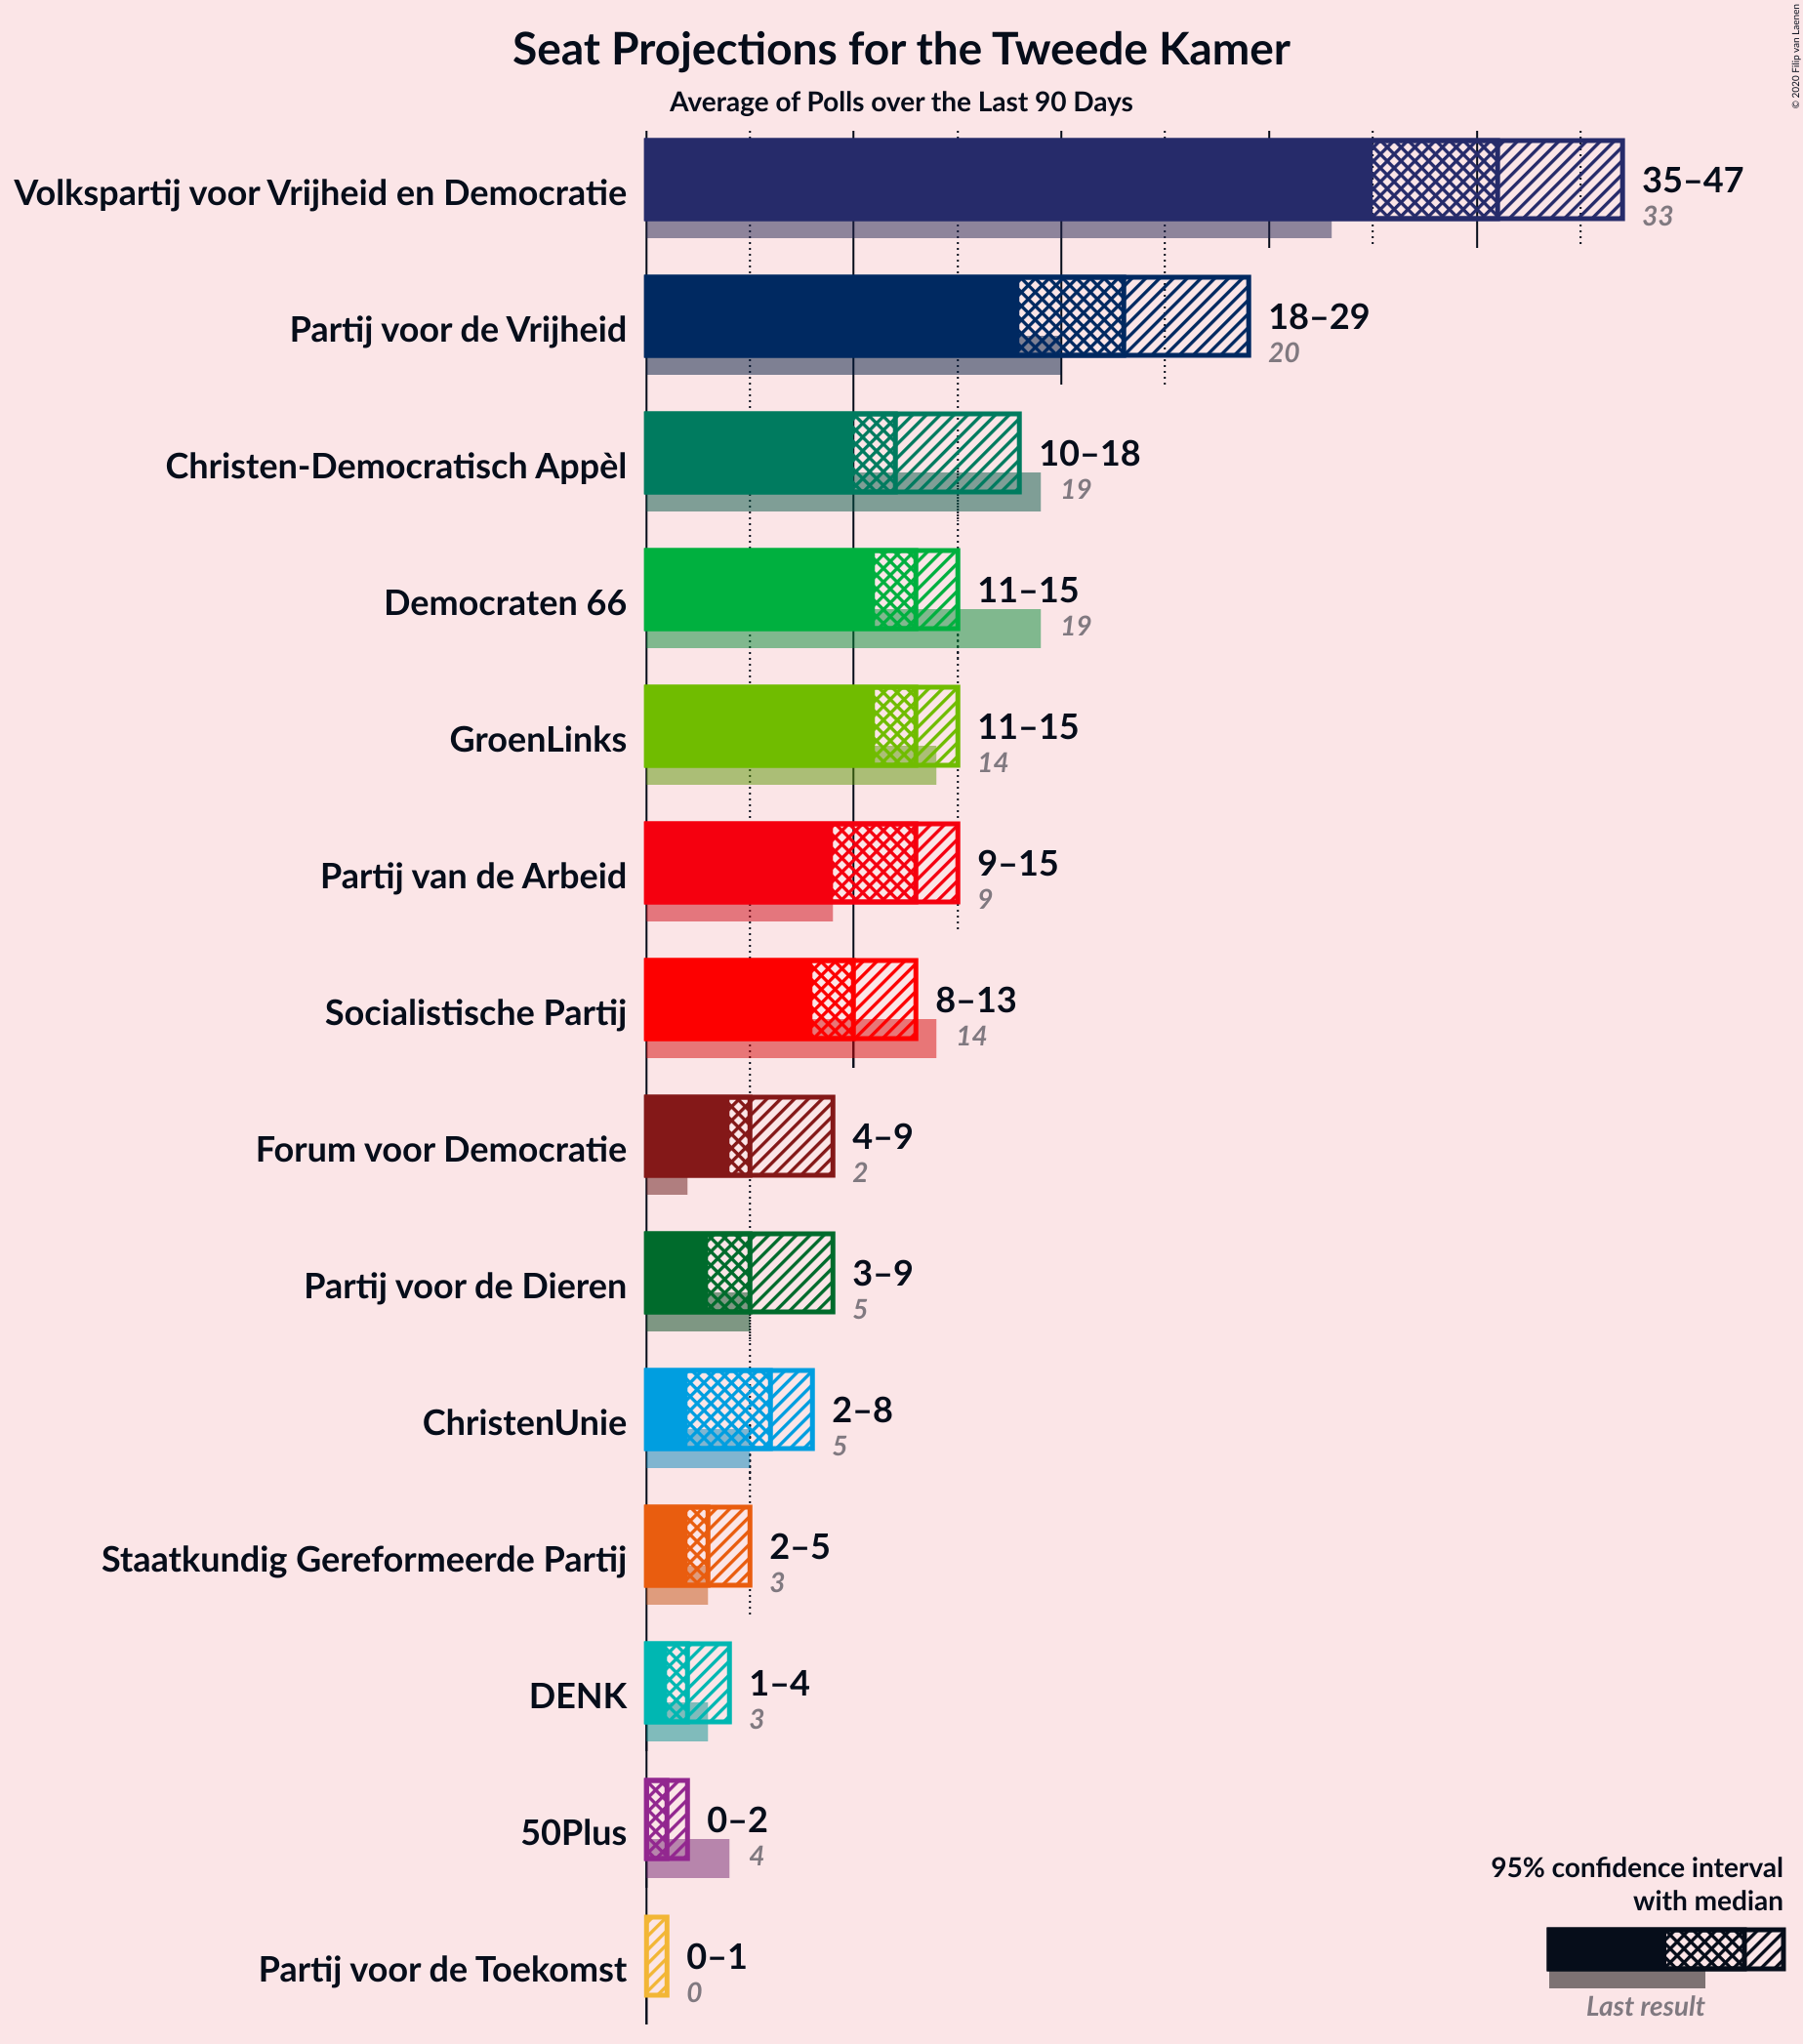 Seat Projections for the Tweede Kamer
Average of Polls over the Last 90 Days
© 2020 Filip van Laenen
Volkspartij voor Vrijheid en Democratie
35–47
33
Partij voor de Vrijheid
18–29
20
Christen-Democratisch Appèl
10–18
19
Democraten 66
11–15
19
GroenLinks
11–15
14
Partij van de Arbeid
9–15
9
Socialistische Partij
8–13
14
Forum voor Democratie
4–9
2
Partij voor de Dieren
3–9
5
ChristenUnie
2–8
5
Staatkundig Gereformeerde Partij
2–5
3
DENK
1–4
3
50Plus
0–2
4
Partij voor de Toekomst
0–1
0
95% confidence interval
with median
Last result